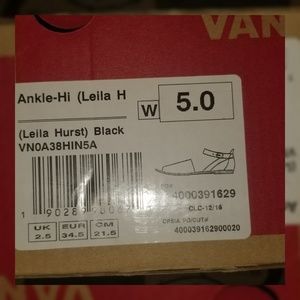 VAN
Ankle-Hi (Leila H
W 5.0
(Leila Hurst) Black
VN0A38HIN5A
4000391629
CLC-12/16
UK EUR CM
2.5 34.5 21.5
400039162900020